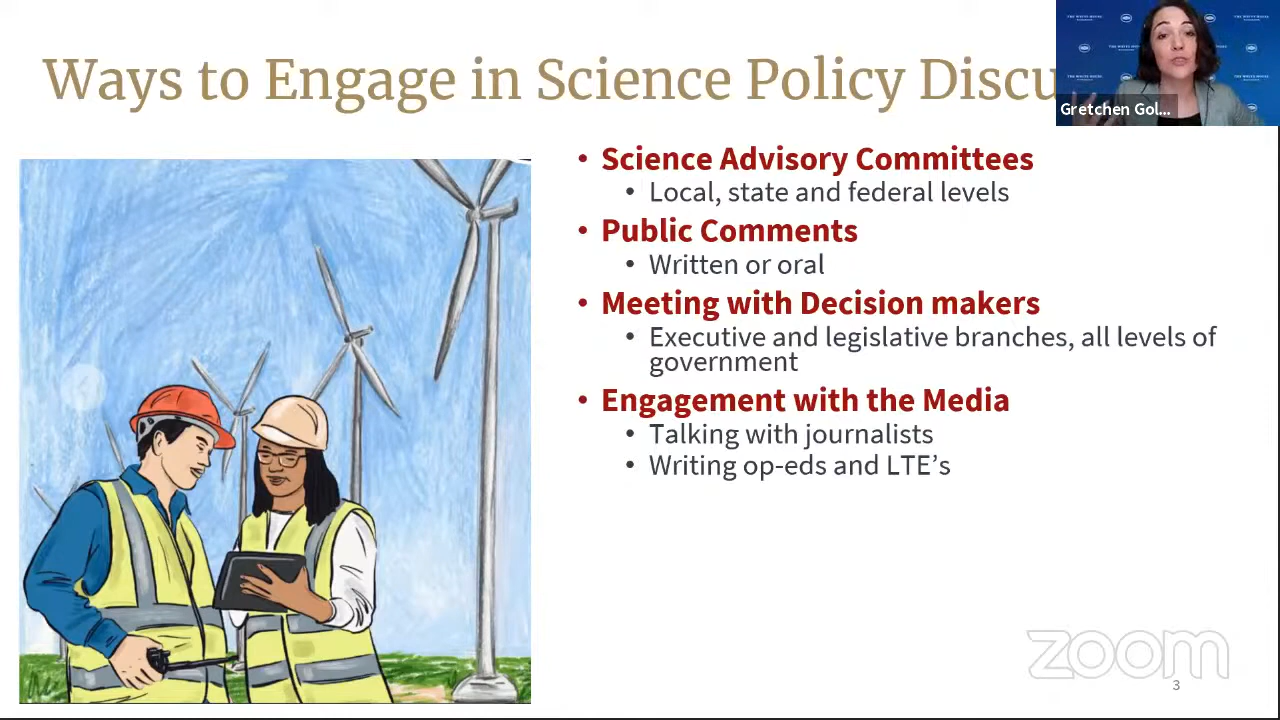 Ways to Engage in Science Policy Discu
Gretchen Gol...
• Science Advisory Committees
• Local, state and federal levels
• Public Comments
• Written or oral
• Meeting with Decision makers
• Executive and legislative branches, all levels of
government
• Engagement with the Media
• Talking with journalists
• Writing op-eds and LTE's
zoom
3